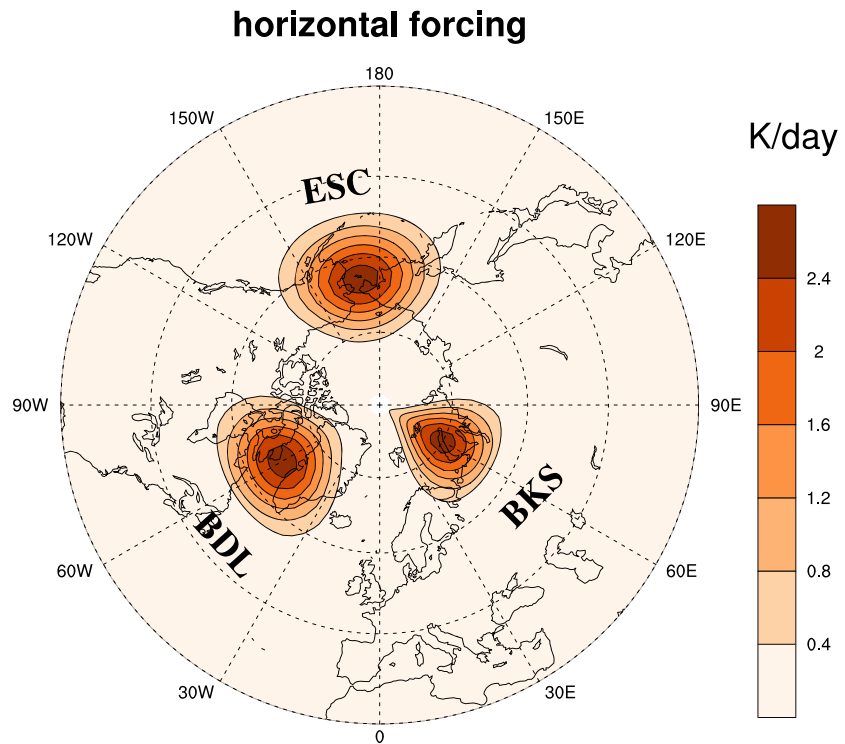 horizontal forcing
180
150W
150E
K/day
ESC
120W
120E
2.4
2
90W
90E
1.6
1.2
BKS
BDL
0.8
60W
60E
0.4
30W
30E
0